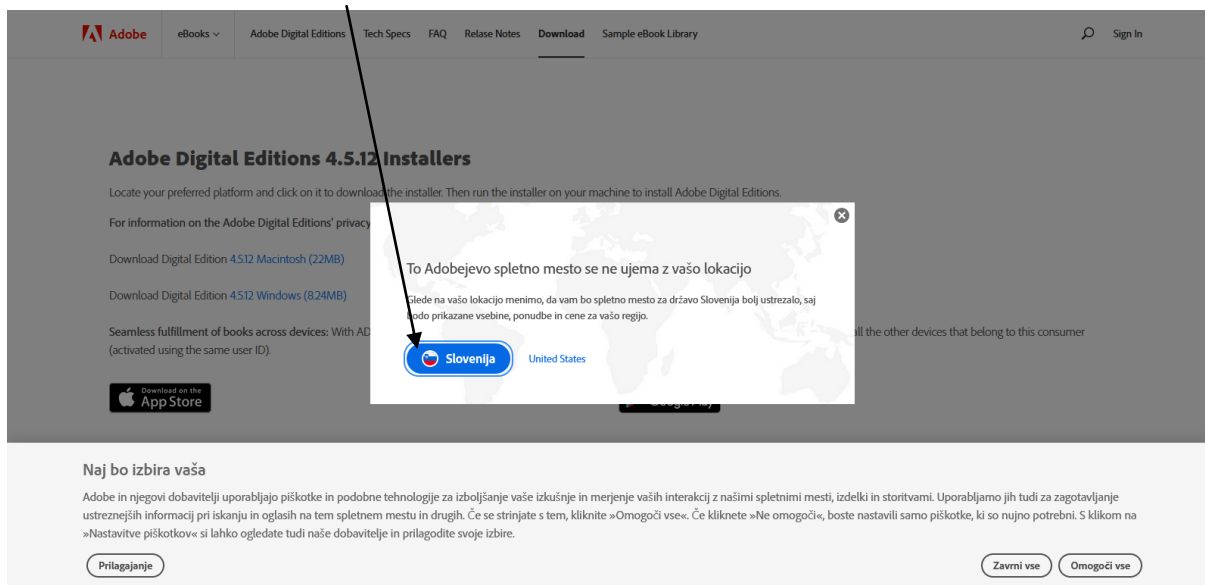 Adobe eBooks Adobe Digital Editions Tech Specs FAQ Relase Notes Download Sample eBook Library Sign In
Adobe Digital Editions 4.5.12 Installers
Locate your preferred platform and click on it to download the installer. Then run the installer on your machine to install Adobe Digital Editions.
For information on the Adobe Digital Editions' privacy
Download Digital Edition 4.5.12 Macintosh (22MB)
Download Digital Edition 4.5.12 Windows (8.24MB)
Seamless fulfillment of books across devices: With AD
all the other devices that belong to this consumer
(activated using the same user ID).
Download on the
App Store
To Adobejevo spletno mesto se ne ujema z vašo lokacijo
Glede na vašo lokacijo menimo, da vam bo spletno mesto za državo Slovenija bolj ustrezalo, saj
bodo prikazane vsebine, ponudbe in cene za vašo regijo.
Slovenija United States
Naj bo izbira vaša
Adobe in njegovi dobavitelji uporabljajo piškotke in podobne tehnologije za izboljšanje vaše izkušnje in merjenje vaših interakcij z našimi spletnimi mesti, izdelki in storitvami. Uporabljamo jih tudi za zagotavljanje
ustreznejših informacij pri iskanju in oglasih na tem spletnem mestu in drugih. Če se strinjate s tem, kliknite »Omogoči vse«. Če kliknete »Ne omogoči«, boste nastavili samo piškotke, ki so nujno potrebni. S klikom na
»Nastavitve piškotkov« si lahko ogledate tudi naše dobavitelje in prilagodite svoje izbire.
Prilagajanje Zavrni vse Omogoči vse